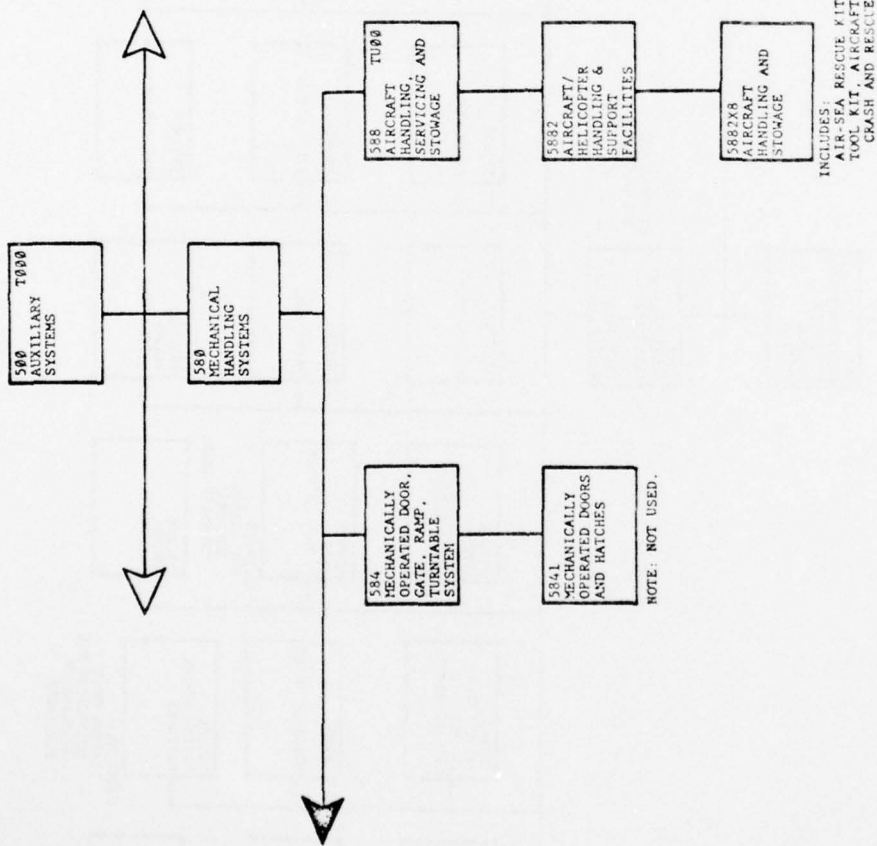 500 T000
AUXILIARY
SYSTEMS
580
MECHANICAL
HANDLING
SYSTEMS
584
MECHANICALLY
OPERATED DOOR,
GATE, RAMP,
TURNTABLE
SYSTEM
5841
MECHANICALLY
OPERATED DOORS
AND HATCHES
NOTE: NOT USED.
588 TU00
AIRCRAFT
HANDLING,
SERVICING AND
STOWAGE
5882
AIRCRAFT/
HELICOPTER
HANDLING &
SUPPORT
FACILITIES
5882X8
AIRCRAFT
HANDLING AND
STOWAGE
INCLUDES:
AIR-SEA RESCUE KIT
TOOL KIT, AIRCRAFT
CRASH AND RESCUE